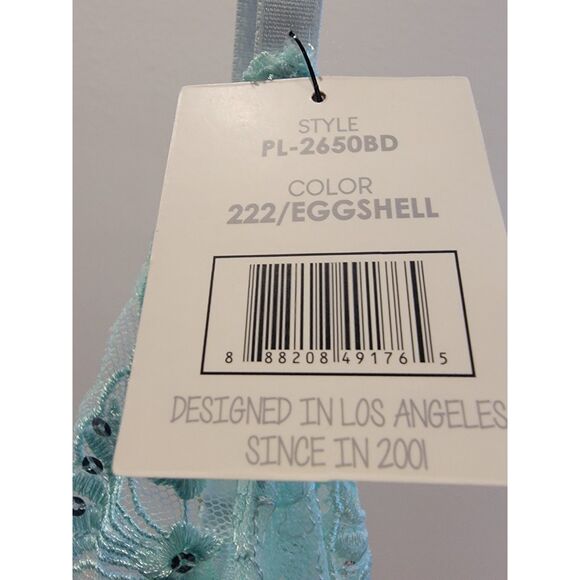 STYLE
PL-2650BD
COLOR
222/EGGSHELL
8 88208 49176 5
DESIGNED IN LOS ANGELES
SINCE IN 2001